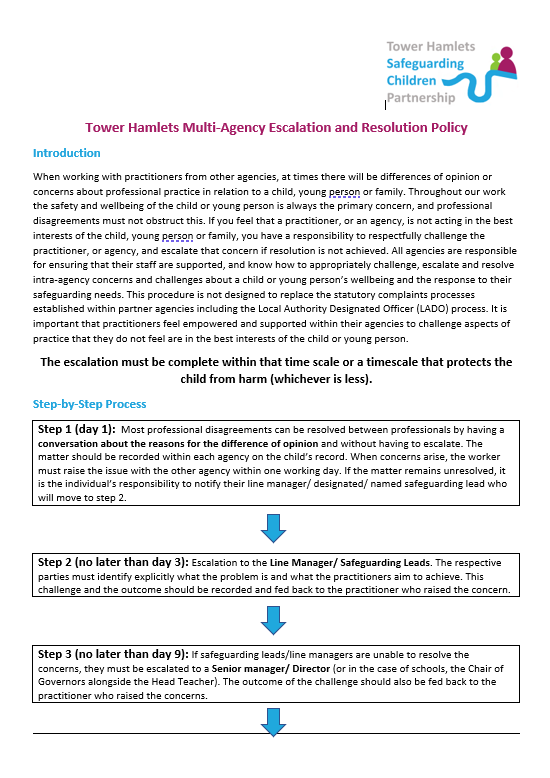 Tower Hamlets
Safeguarding
Children
Partnership
Tower Hamlets Multi-Agency Escalation and Resolution Policy
Introduction
When working with practitioners from other agencies, at times there will be differences of opinion or
concerns about professional practice in relation to a child, young person or family. Throughout our work
the safety and wellbeing of the child or young person is always the primary concern, and professional
disagreements must not obstruct this. If you feel that a practitioner, or an agency, is not acting in the best
interests of the child, young person or family, you have a responsibility to respectfully challenge the
practitioner, or agency, and escalate that concern if resolution is not achieved. All agencies are responsible
for ensuring that their staff are supported, and know how to appropriately challenge, escalate and resolve
intra-agency concerns and challenges about a child or young person's wellbeing and the response to their
safeguarding needs. This procedure is not designed to replace the statutory complaints processes
established within partner agencies including the Local Authority Designated Officer (LADO) process. It is
important that practitioners feel empowered and supported within their agencies to challenge aspects of
practice that they do not feel are in the best interests of the child or young person.
The escalation must be complete within that time scale or a timescale that protects the
child from harm (whichever is less).
Step-by-Step Process
Step 1 (day 1): Most professional disagreements can be resolved between professionals by having a
conversation about the reasons for the difference of opinion and without having to escalate. The
matter should be recorded within each agency on the child's record. When concerns arise, the worker
must raise the issue with the other agency within one working day. If the matter remains unresolved, it
is the individual's responsibility to notify their line manager/ designated/ named safeguarding lead who
will move to step 2.
Step 2 (no later than day 3): Escalation to the Line Manager/ Safeguarding Leads. The respective
parties must identify explicitly what the problem is and what the practitioners aim to achieve. This
challenge and the outcome should be recorded and fed back to the practitioner who raised the concern.
Step 3 (no later than day 9): If safeguarding leads/line managers are unable to resolve the
concerns, they must be escalated to a Senior manager/ Director (or in the case of schools, the Chair of
Governors alongside the Head Teacher). The outcome of the challenge should also be fed back to the
practitioner who raised the concerns.